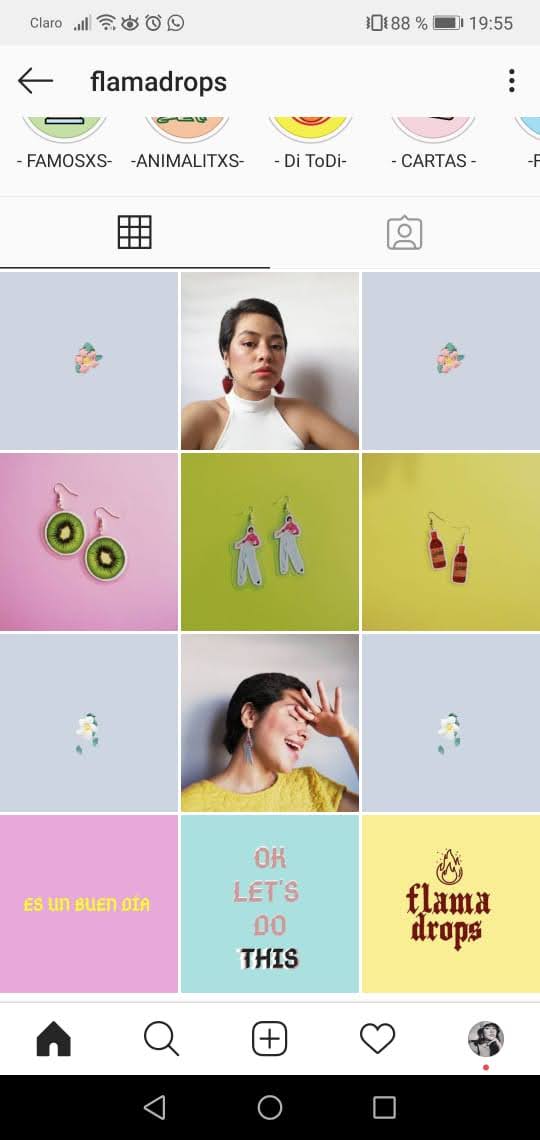 Claro 88 % 19:55
flamadrops
- FAMOSXS- -ANIMALITXS- - Di ToDi- - CARTAS - -F
ES UN BUEN DÍA
OK
LET'S
DO
THIS
flama
drops